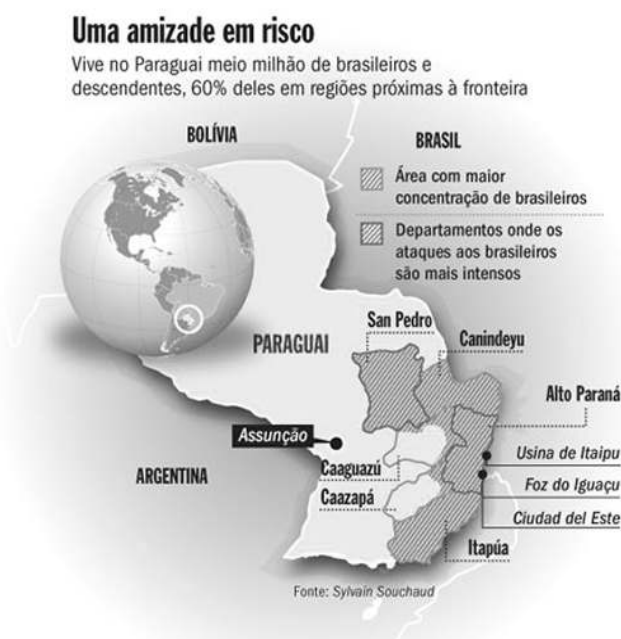 Uma amizade em risco
Vive no Paraguai meio milhão de brasileiros e
descendentes, 60% deles em regiões próximas à fronteira
BOLÍVIA
BRASIL
Área com maior
concentração de brasileiros
Departamentos onde os
ataques aos brasileiros
são mais intensos
San Pedro
Canindeyu
PARAGUAI
Alto Paraná
Assunção
Usina de Itaipu
Caaguazú
ARGENTINA
Foz do Iguaçu
Caazapá
Ciudad del Este
Itapúa
Fonte: Sylvain Souchaud